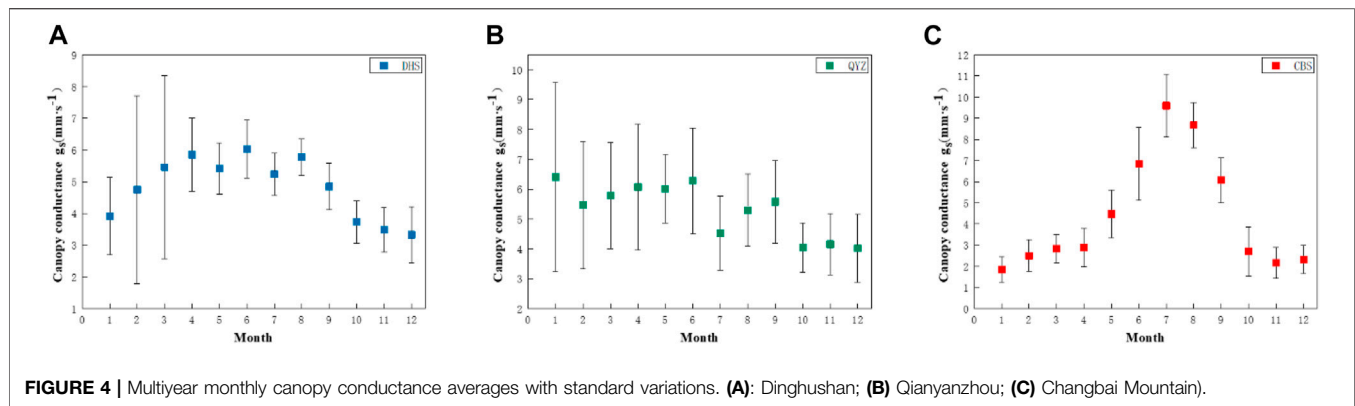 A
DHS
Canopy conductance gs(mm·s-1)
9
8
7
6
5
4
3
2
1
0 1 2 3 4 5 6 7 8 9 10 11 12
Month
B
QYZ
Canopy conductance gs(mm·s-1)
10
9
8
7
6
5
4
3
2
0 1 2 3 4 5 6 7 8 9 10 11 12
Month
C
CBS
Canopy conductance gs(mm·s-1)
12
11
10
9
8
7
6
5
4
3
2
1
0
0 1 2 3 4 5 6 7 8 9 10 11 12
Month
FIGURE 4 | Multiyear monthly canopy conductance averages with standard variations. (A): Dinghushan; (B) Qianyanzhou; (C) Changbai Mountain).